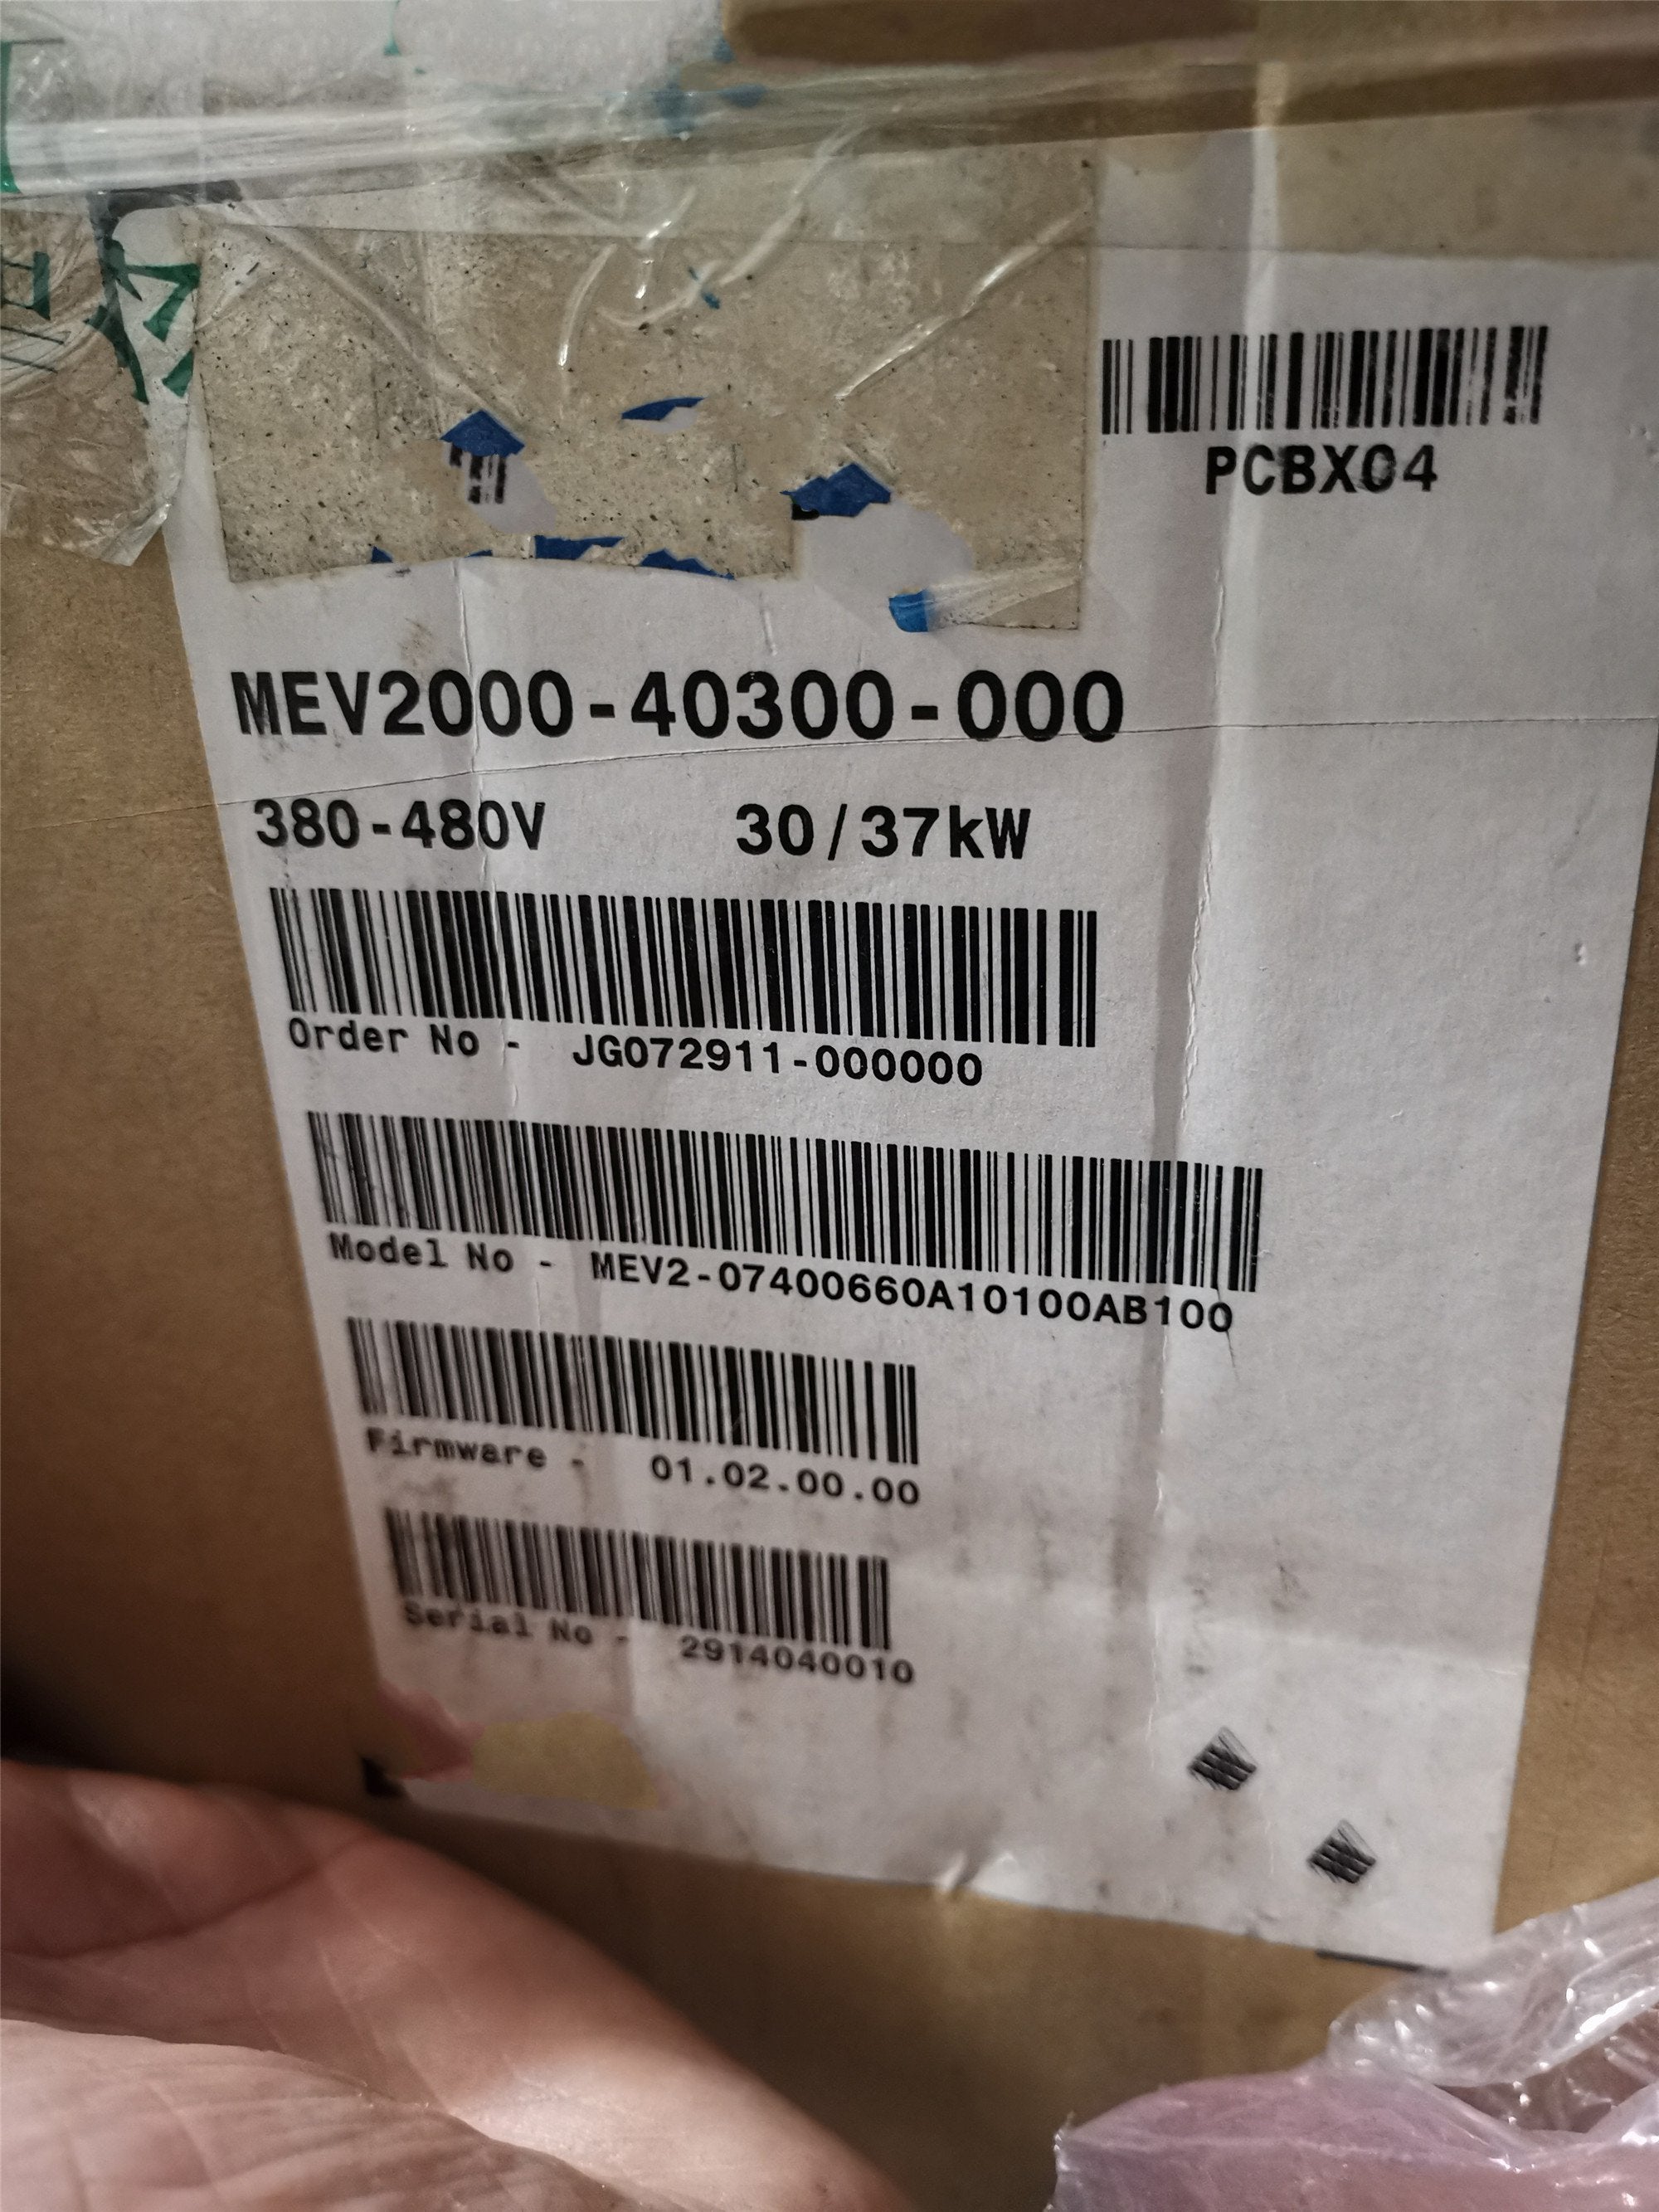 PCBX04
MEV2000-40300-000
380-480V 30/37kW
Order No - JG072911-000000
Model No - MEV2-07400660A10100AB100
Firmware - 01.02.00.00
Serial No - 2914040010